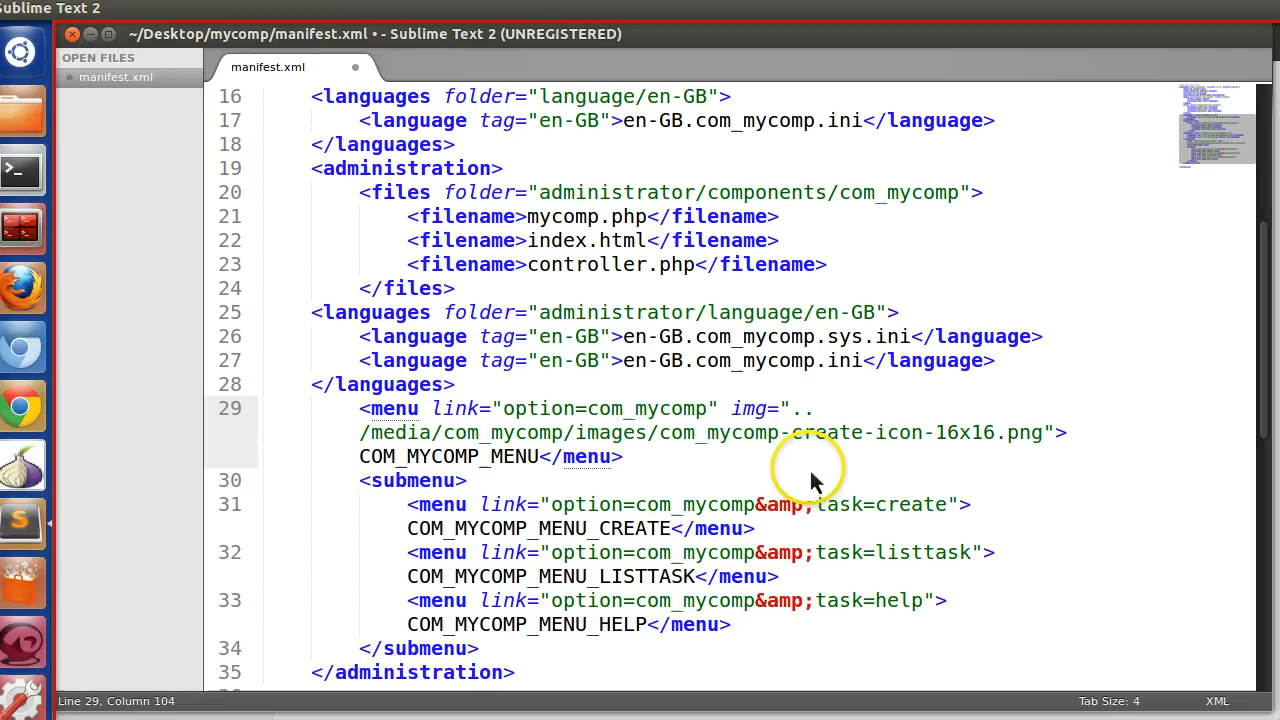 Sublime Text 2
~/Desktop/mycomp/manifest.xml • - Sublime Text 2 (UNREGISTERED)
OPEN FILES
manifest.xml
manifest.xml
16 <languages folder="language/en-GB">
17 <language tag="en-GB">en-GB.com_mycomp.ini</language>
18 </languages>
19 <administration>
20 <files folder="administrator/components/com_mycomp">
21 <filename>mycomp.php</filename>
22 <filename>index.html</filename>
23 <filename>controller.php</filename>
24 </files>
25 <languages folder="administrator/language/en-GB">
26 <language tag="en-GB">en-GB.com_mycomp.sys.ini</language>
27 <language tag="en-GB">en-GB.com_mycomp.ini</language>
28 </languages>
29 <menu link="option=com_mycomp" img="..
/media/com_mycomp/images/com_mycomp-create-icon-16x16.png">
COM_MYCOMP_MENU</menu>
30 <submenu>
31 <menu link="option=com_mycomp&amp;task=create">
COM_MYCOMP_MENU_CREATE</menu>
32 <menu link="option=com_mycomp&amp;task=listtask">
COM_MYCOMP_MENU_LISTTASK</menu>
33 <menu link="option=com_mycomp&amp;task=help">
COM_MYCOMP_MENU_HELP</menu>
34 </submenu>
35 </administration>
Line 29, Column 104
Tab Size: 4
XML